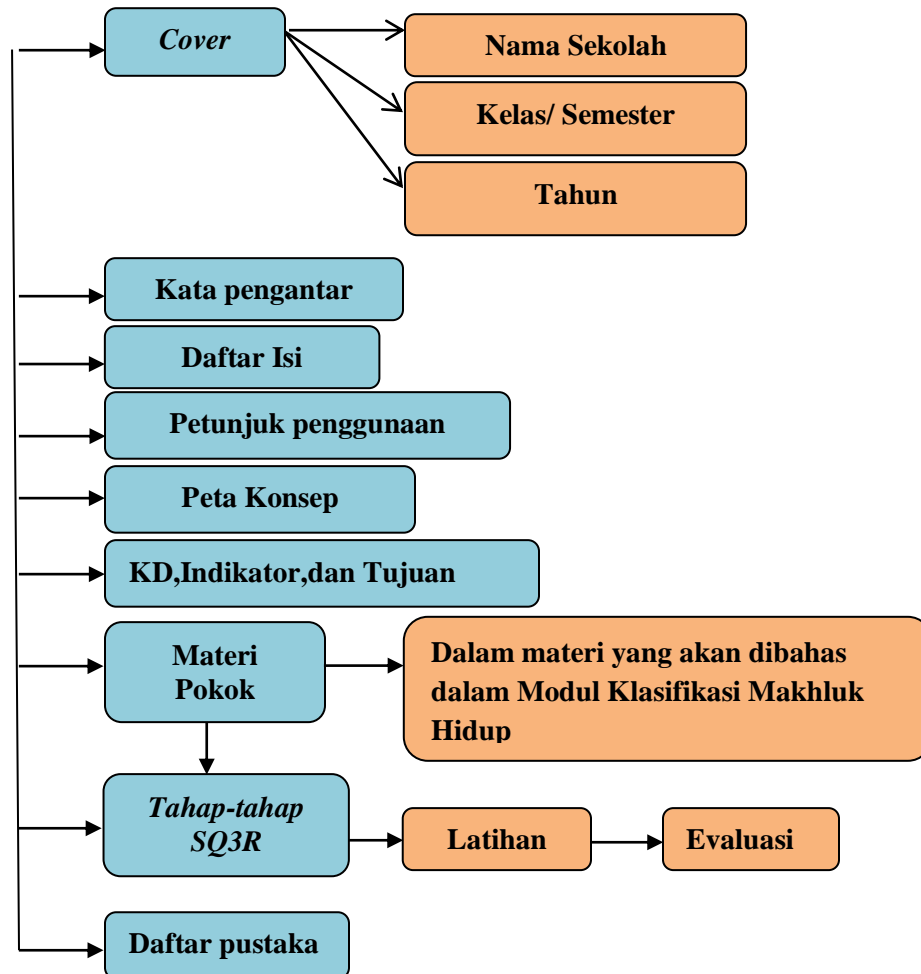 Cover
Nama Sekolah
Kelas/ Semester
Tahun
Kata pengantar
Daftar Isi
Petunjuk penggunaan
Peta Konsep
KD,Indikator,dan Tujuan
Materi
Pokok
Dalam materi yang akan dibahas
dalam Modul Klasifikasi Makhluk
Hidup
Tahap-tahap
SQ3R
Latihan
Evaluasi
Daftar pustaka